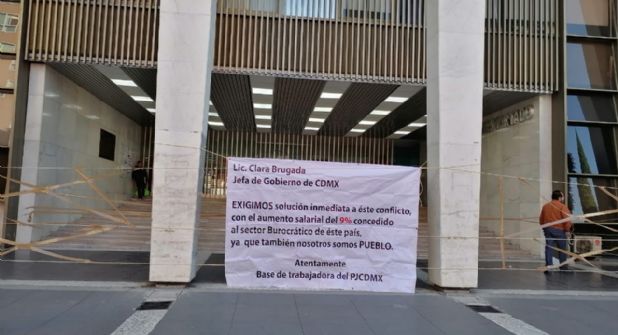 Lic. Clara Brugada
Jefa de Gobierno de CDMX
EXIGIMOS solución inmediata a éste conflicto,
con el aumento salarial del 9% concedido
al sector Burocrático de éste país,
ya que también nosotros somos PUEBLO.
Atentamente
Base de trabajadora del PJCDMX